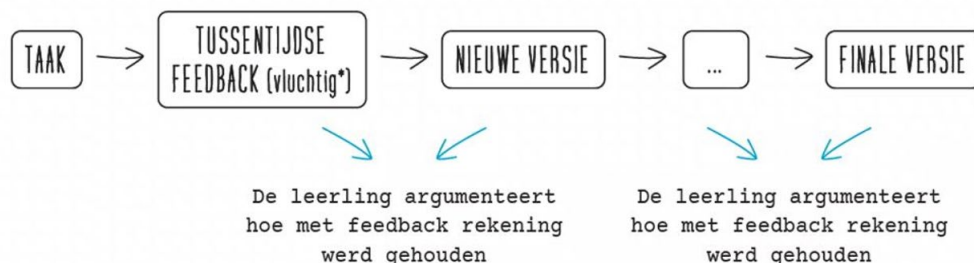 TAAK
TUSSENTIJDSE
FEEDBACK (vluchtig*)
NIEUWE VERSIE
...
FINALE VERSIE
De leerling argumenteert
hoe met feedback rekening
werd gehouden
De leerling argumenteert
hoe met feedback rekening
werd gehouden